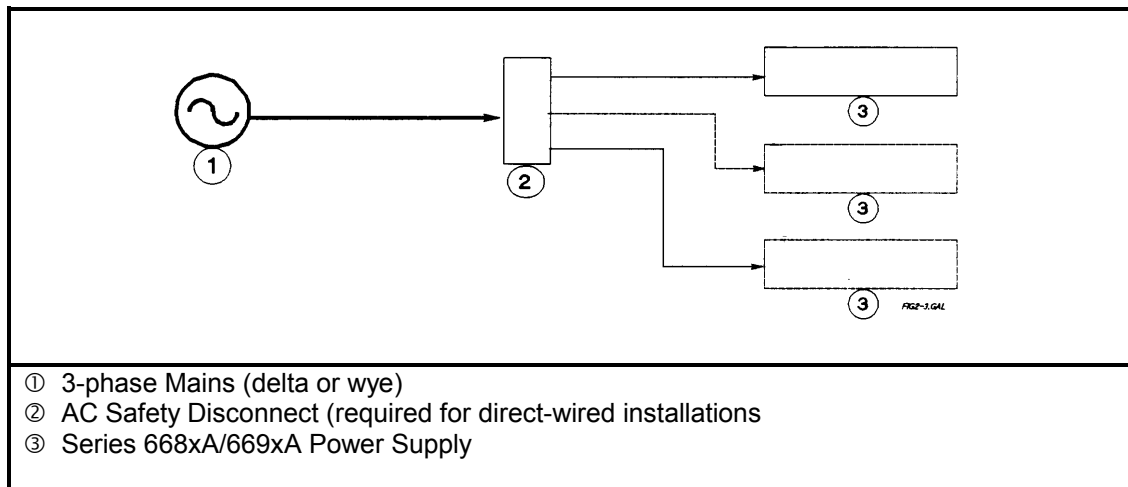 1
2
3
3
3
FIG2-3.GAL
① 3-phase Mains (delta or wye)
② AC Safety Disconnect (required for direct-wired installations
③ Series 668xA/669xA Power Supply